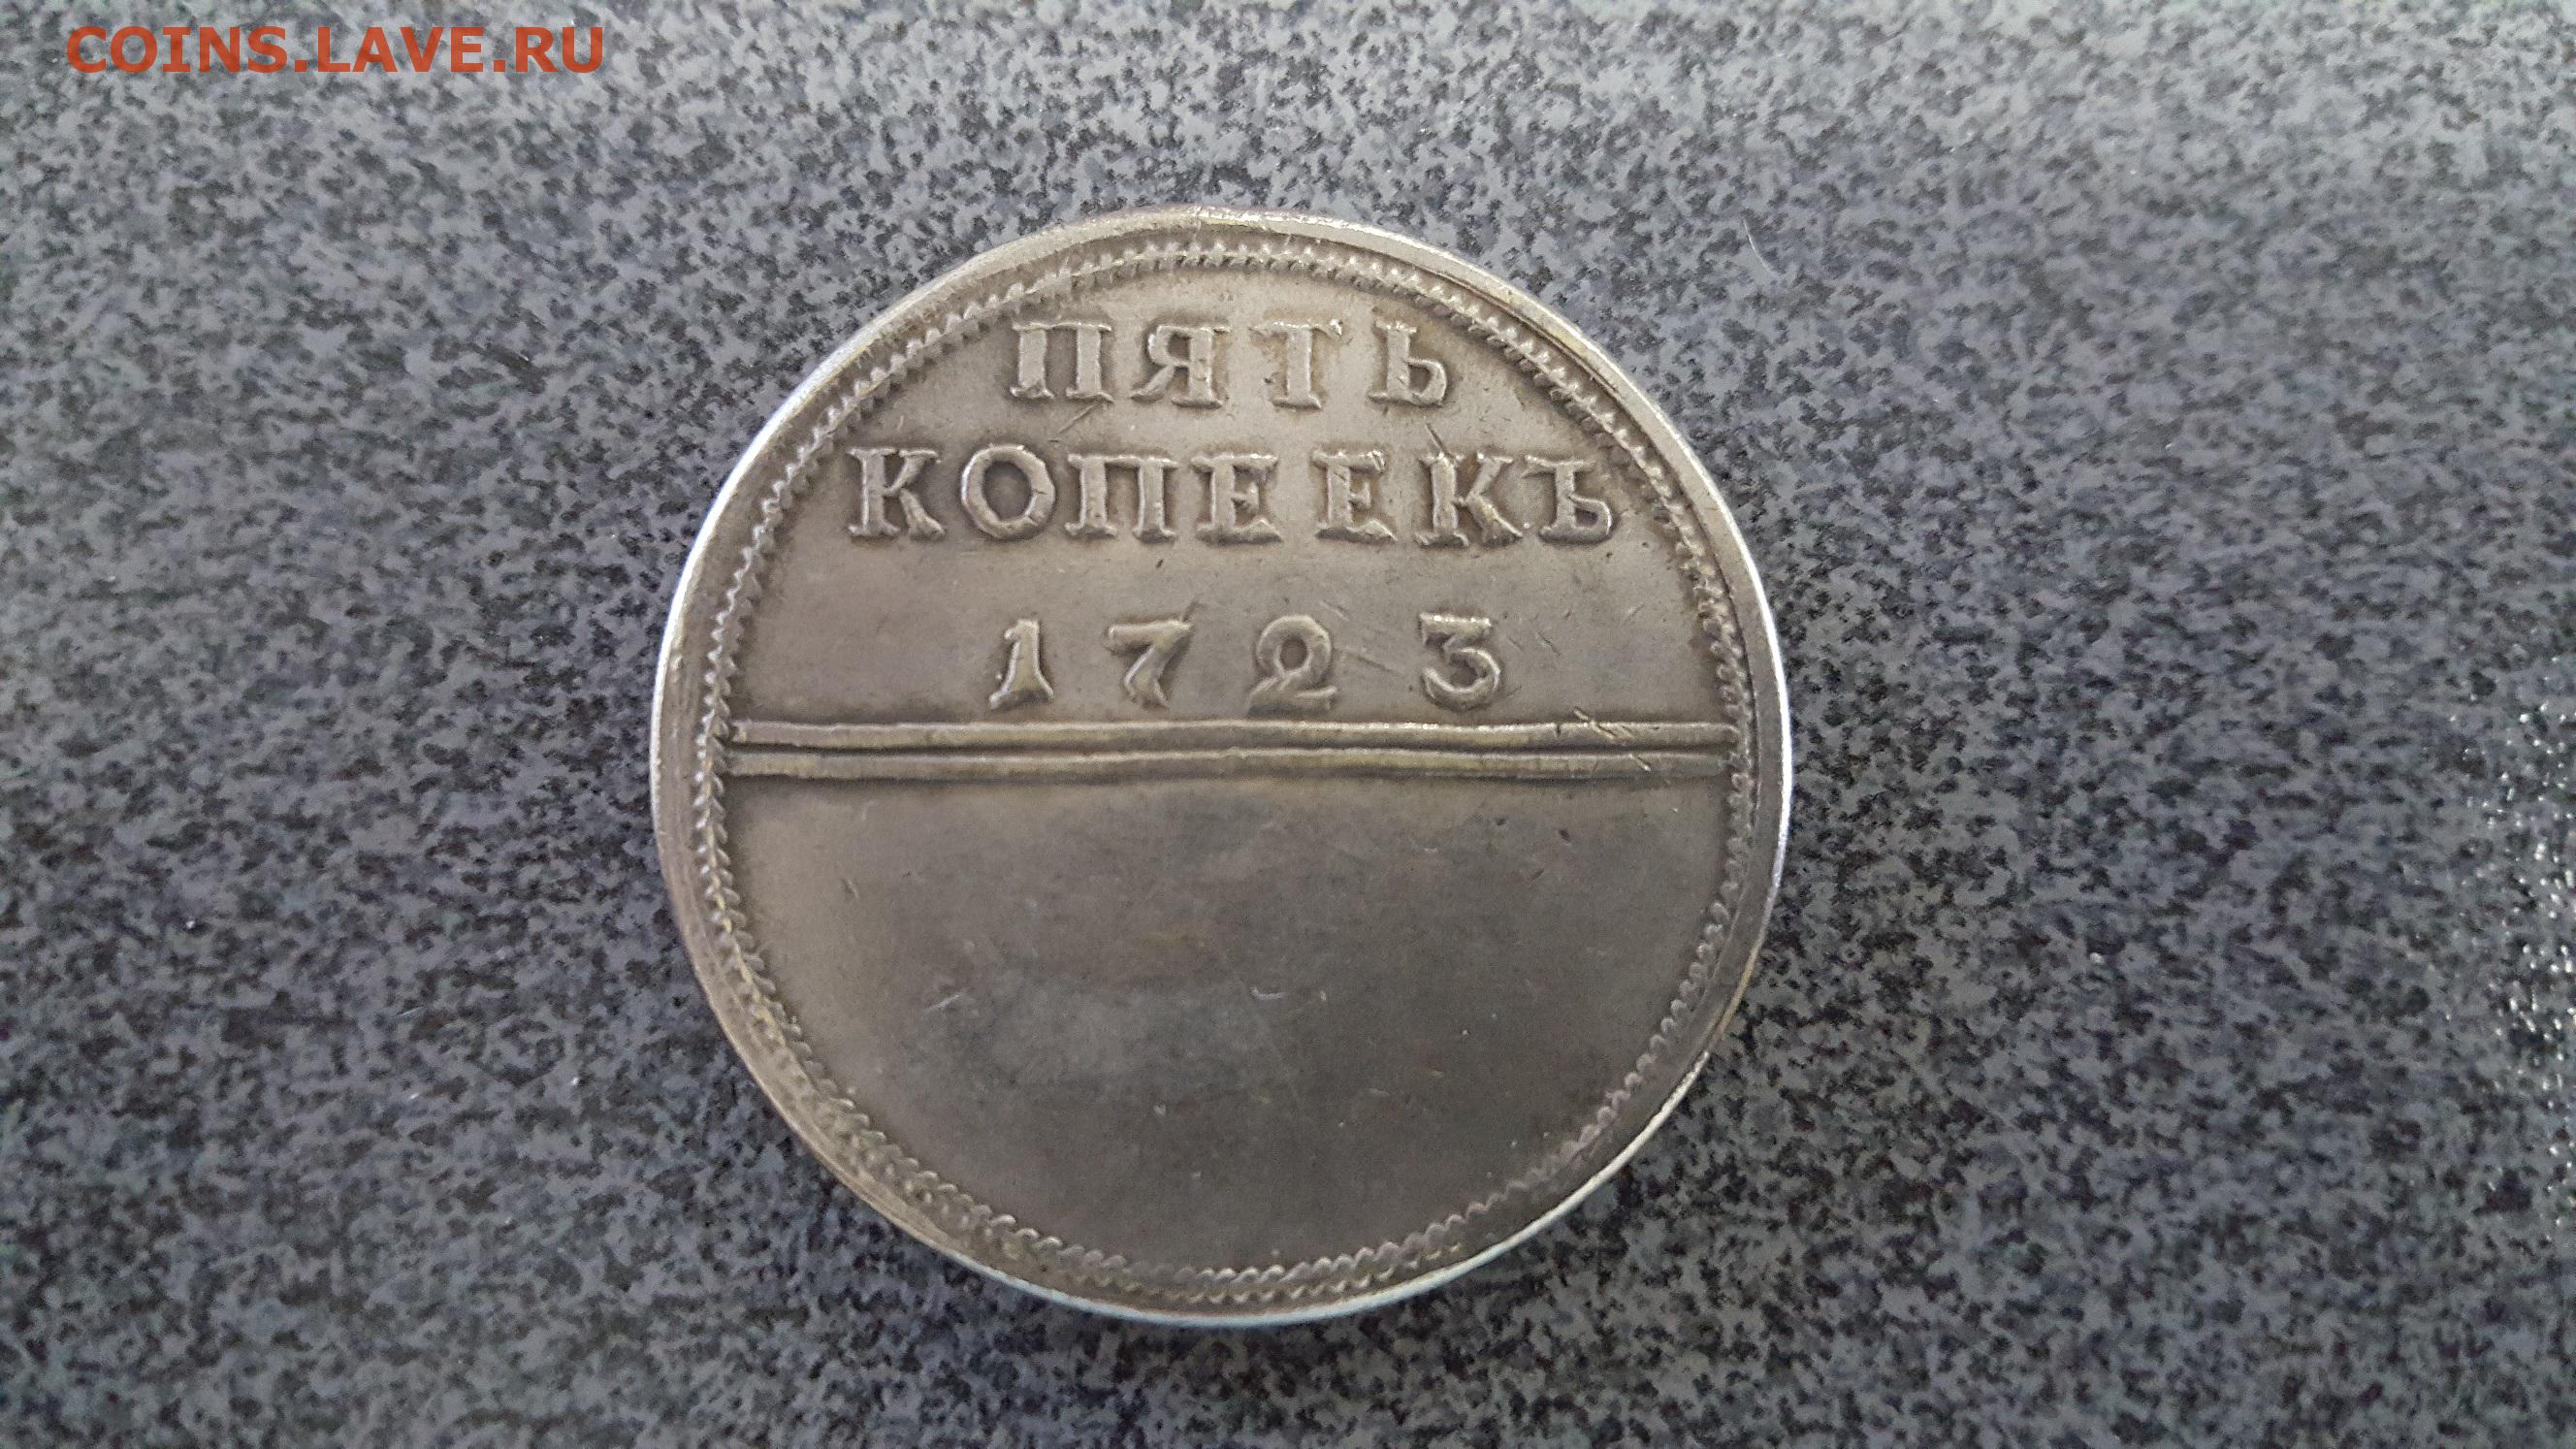 COINS.LAVE.RU
ПЯТЬ
КОПЕЕКЪ
1723